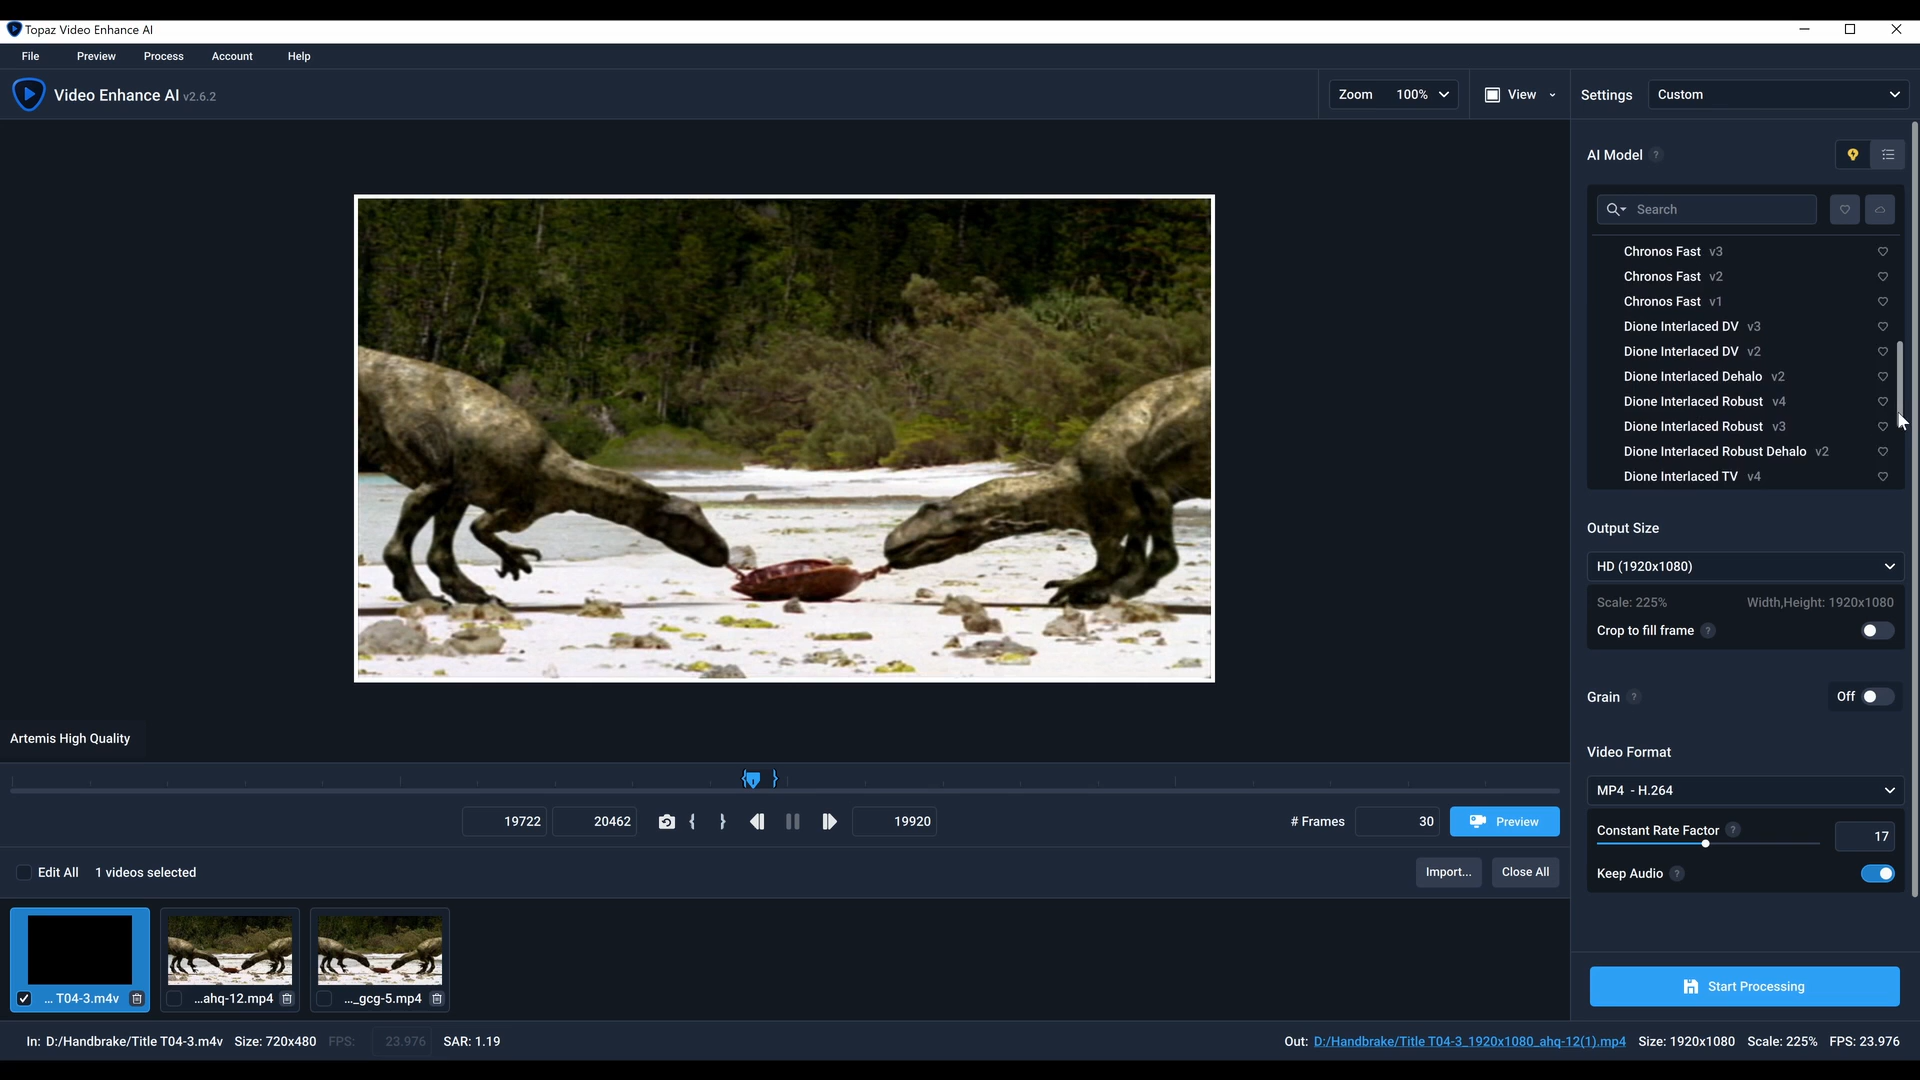 Topaz Video Enhance AI
File Preview Process Account Help
Video Enhance AI v2.6.2
Zoom 100% View Settings Custom
AI Model ?
Search
Chronos Fast v3
Chronos Fast v2
Chronos Fast v1
Dione Interlaced DV v3
Dione Interlaced DV v2
Dione Interlaced Dehalo v2
Dione Interlaced Robust v4
Dione Interlaced Robust v3
Dione Interlaced Robust Dehalo v2
Dione Interlaced TV v4
Output Size
HD (1920x1080)
Scale: 225% Width,Height: 1920x1080
Crop to fill frame ?
Grain ? Off
Artemis High Quality
Video Format
MP4 - H.264
19722 20462 { } 19920 # Frames 30 Preview
Constant Rate Factor ? 17
Keep Audio ?
Edit All 1 videos selected Import... Close All
... T04-3.m4v ...ahq-12.mp4 ..._gcg-5.mp4
Start Processing
In: D:/Handbrake/Title T04-3.m4v Size: 720x480 FPS: 23.976 SAR: 1.19 Out: D:/Handbrake/Title T04-3_1920x1080_ahq-12(1).mp4 Size: 1920x1080 Scale: 225% FPS: 23.976